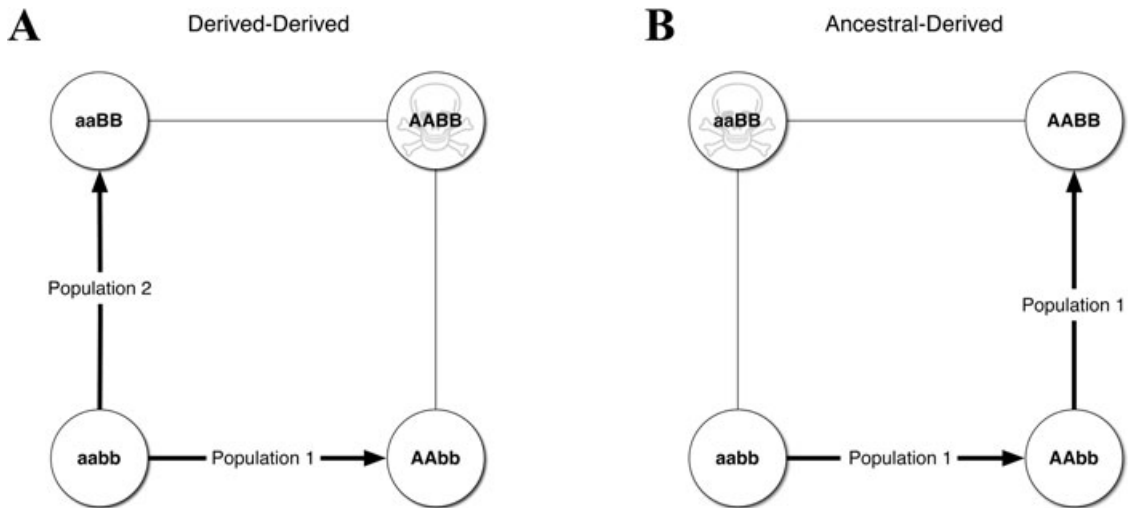 A
Derived-Derived
aaBB
AABB
Population 2
aabb
Population 1
AAbb
B
Ancestral-Derived
aaBB
AABB
Population 1
aabb
Population 1
AAbb